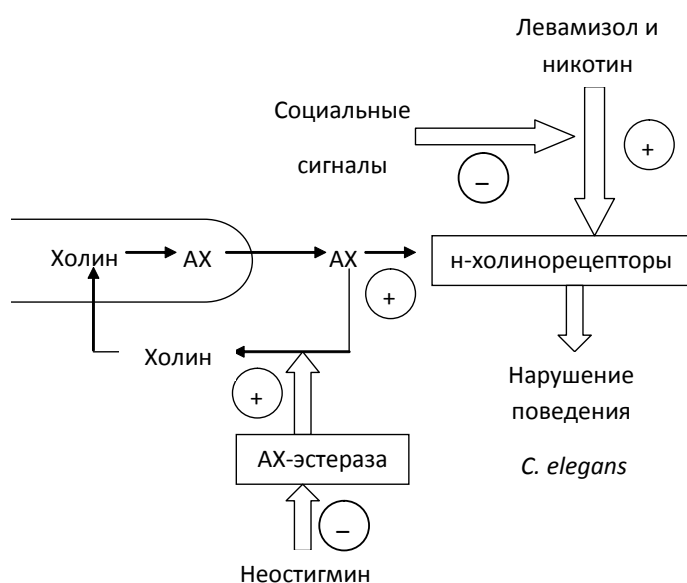 Левамизол и
никотин
Социальные
сигналы
+
–
Холин
АХ
АХ
н-холинорецепторы
+
Холин
Нарушение
поведения
+
АХ-эстераза
C. elegans
–
Неостигмин